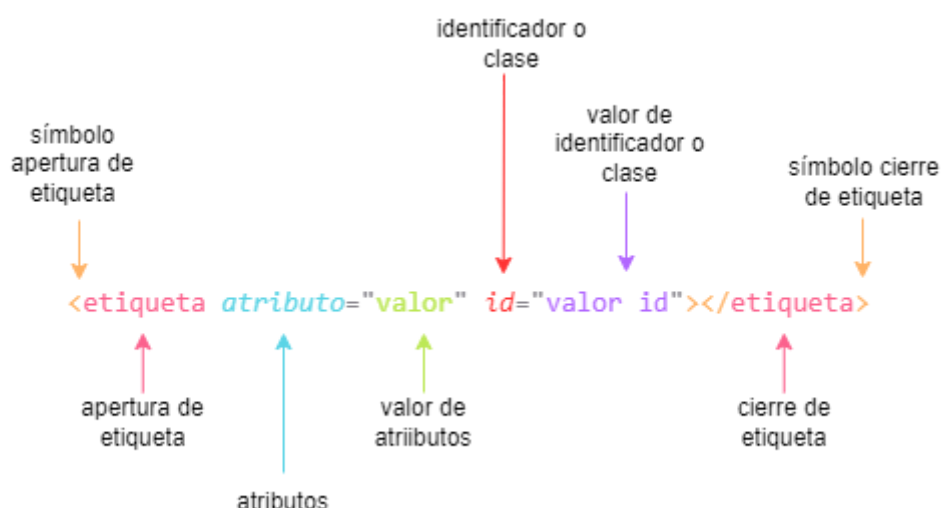 identificador o
clase
valor de
identificador o
clase
símbolo
apertura de
etiqueta
símbolo cierre
de etiqueta
<etiqueta atributo="valor" id="valor id"></etiqueta>
apertura de
etiqueta
valor de
atriibutos
cierre de
etiqueta
atributos